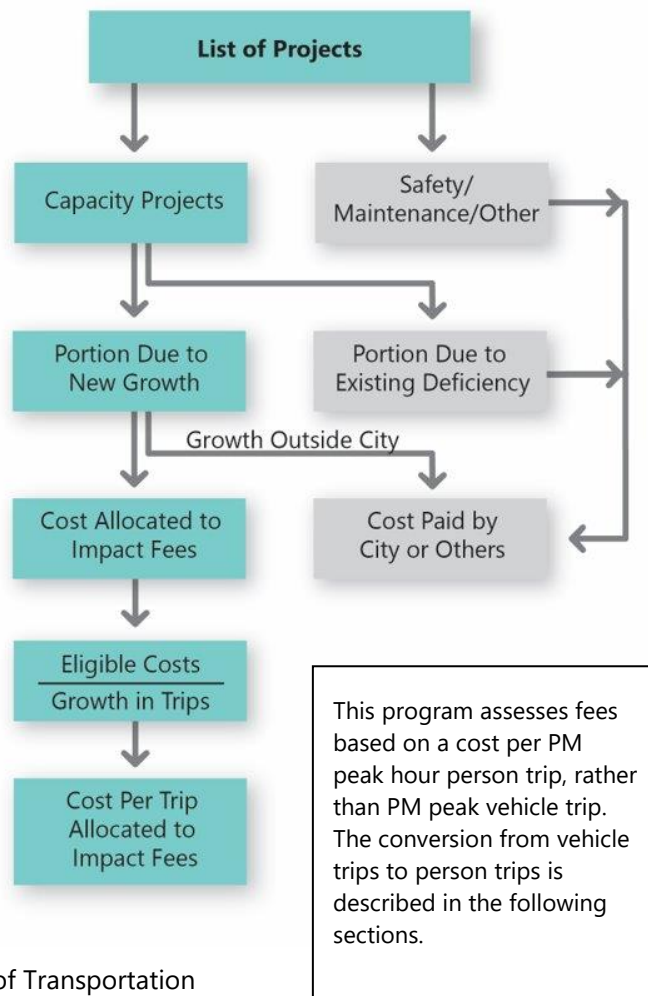 List of Projects
Capacity Projects
Safety/
Maintenance/Other
Portion Due to
New Growth
Portion Due to
Existing Deficiency
Growth Outside City
Cost Allocated to
Impact Fees
Cost Paid by
City or Others
Eligible Costs
Growth in Trips
Cost Per Trip
Allocated to
Impact Fees
This program assesses fees
based on a cost per PM
peak hour person trip, rather
than PM peak vehicle trip.
The conversion from vehicle
trips to person trips is
described in the following
sections.
of Transportation